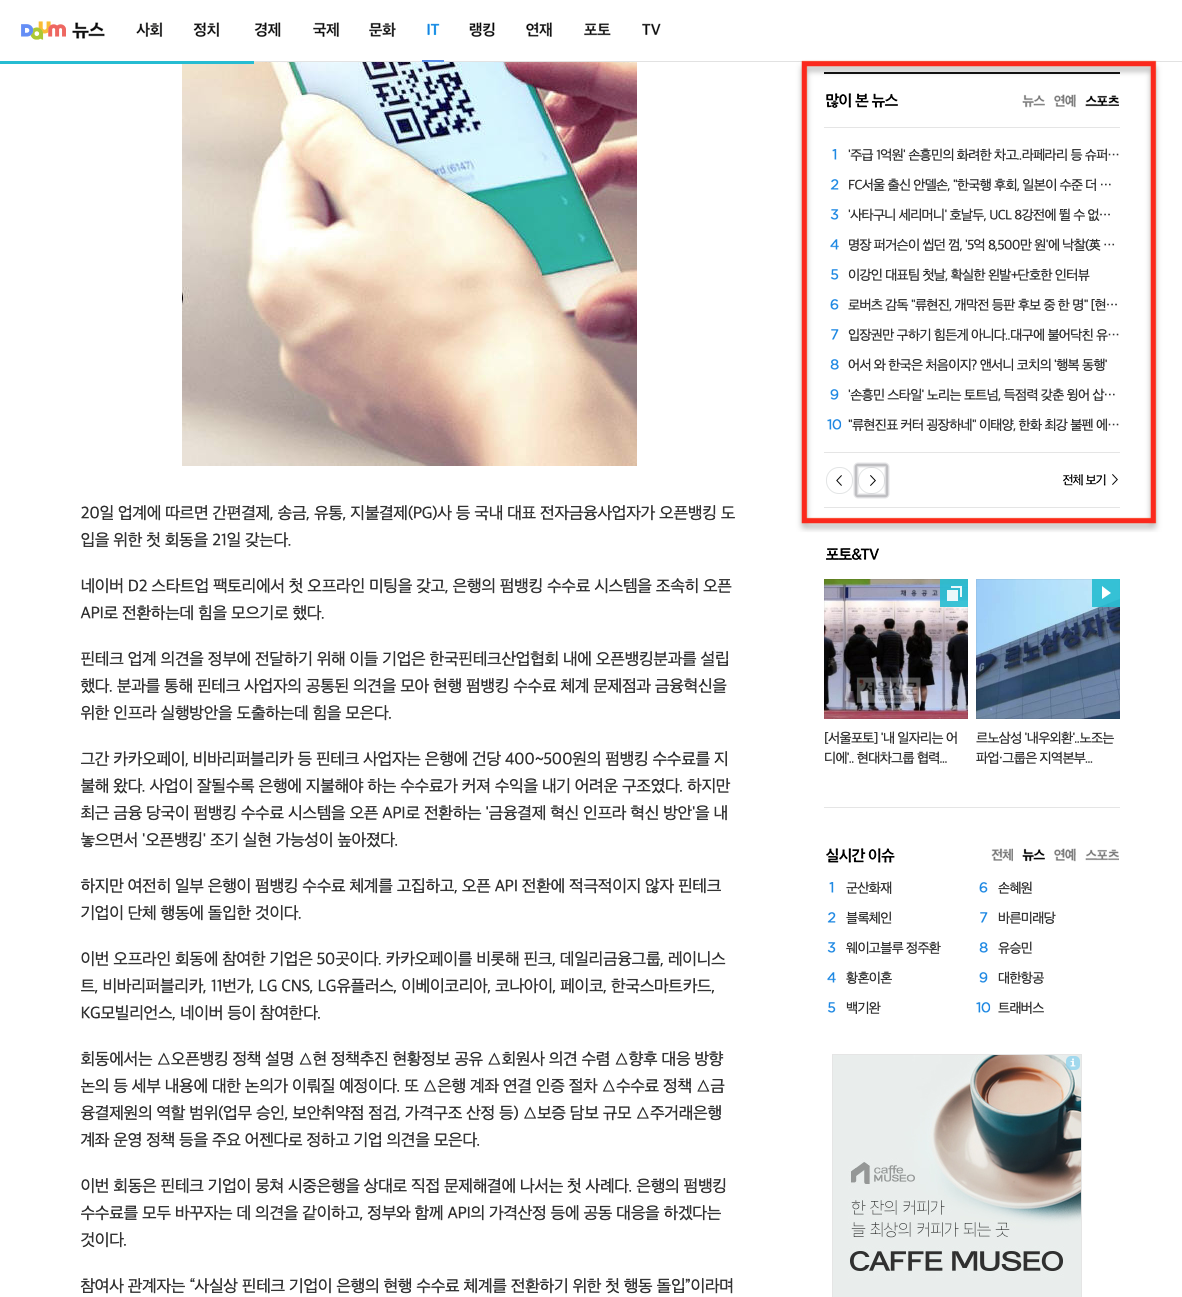 Daum 뉴스 사회 정치 경제 국제 문화 IT 랭킹 연재 포토 TV
card (6147)
20일 업계에 따르면 간편결제, 송금, 유통, 지불결제(PG)사 등 국내 대표 전자금융사업자가 오픈뱅킹 도
입을 위한 첫 회동을 21일 갖는다.
네이버 D2 스타트업 팩토리에서 첫 오프라인 미팅을 갖고, 은행의 펌뱅킹 수수료 시스템을 조속히 오픈
API로 전환하는데 힘을 모으기로 했다.
핀테크 업계 의견을 정부에 전달하기 위해 이들 기업은 한국핀테크산업협회 내에 오픈뱅킹분과를 설립
했다. 분과를 통해 핀테크 사업자의 공통된 의견을 모아 현행 펌뱅킹 수수료 체계 문제점과 금융혁신을
위한 인프라 실행방안을 도출하는데 힘을 모은다.
그간 카카오페이, 비바리퍼블리카 등 핀테크 사업자는 은행에 건당 400~500원의 펌뱅킹 수수료를 지
불해 왔다. 사업이 잘될수록 은행에 지불해야 하는 수수료가 커져 수익을 내기 어려운 구조였다. 하지만
최근 금융 당국이 펌뱅킹 수수료 시스템을 오픈 API로 전환하는 '금융결제 혁신 인프라 혁신 방안'을 내
놓으면서 '오픈뱅킹' 조기 실현 가능성이 높아졌다.
하지만 여전히 일부 은행이 펌뱅킹 수수료 체계를 고집하고, 오픈 API 전환에 적극적이지 않자 핀테크
기업이 단체 행동에 돌입한 것이다.
이번 오프라인 회동에 참여한 기업은 50곳이다. 카카오페이를 비롯해 핀크, 데일리금융그룹, 레이니스
트, 비바리퍼블리카, 11번가, LG CNS, LG유플러스, 이베이코리아, 코나아이, 페이코, 한국스마트카드,
KG모빌리언스, 네이버 등이 참여한다.
회동에서는 △오픈뱅킹 정책 설명 △현 정책추진 현황정보 공유 △회원사 의견 수렴 △향후 대응 방향
논의 등 세부 내용에 대한 논의가 이뤄질 예정이다. 또 △은행 계좌 연결 인증 절차 △수수료 정책 △금
융결제원의 역할 범위(업무 승인, 보안취약점 점검, 가격구조 산정 등) △보증 담보 규모 △주거래은행
계좌 운영 정책 등을 주요 어젠다로 정하고 기업 의견을 모은다.
이번 회동은 핀테크 기업이 뭉쳐 시중은행을 상대로 직접 문제해결에 나서는 첫 사례다. 은행의 펌뱅킹
수수료를 모두 바꾸자는 데 의견을 같이하고, 정부와 함께 API의 가격산정 등에 공동 대응을 하겠다는
것이다.
참여사 관계자는 “사실상 핀테크 기업이 은행의 현행 수수료 체계를 전환하기 위한 첫 행동 돌입”이라며
많이 본 뉴스 뉴스 연예 스포츠
1 '주급 1억원' 손흥민의 화려한 차고..라페라리 등 슈퍼…
2 FC서울 출신 안델손, "한국행 후회, 일본이 수준 더 …
3 '사타구니 세리머니' 호날두, UCL 8강전에 뛸 수 없…
4 명장 퍼거슨이 씹던 껌, '5억 8,500만 원'에 낙찰(英 …
5 이강인 대표팀 첫날, 확실한 왼발+단호한 인터뷰
6 로버츠 감독 "류현진, 개막전 등판 후보 중 한 명" [현…
7 입장권만 구하기 힘든게 아니다..대구에 불어닥친 유…
8 어서 와 한국은 처음이지? 앤서니 코치의 '행복 동행'
9 '손흥민 스타일' 노리는 토트넘, 득점력 갖춘 윙어 삽…
10 "류현진표 커터 굉장하네" 이태양, 한화 최강 불펜 에…
전체 보기
포토&TV
채용공고
서울신문
르노삼성자동
[서울포토] '내 일자리는 어
디에'.. 현대차그룹 협력...
르노삼성 '내우외환'..노조는
파업·그룹은 지역본부...
실시간 이슈 전체 뉴스 연예 스포츠
1 군산화재
2 블록체인
3 웨이고블루 정주환
4 황혼이혼
5 백기완
6 손혜원
7 바른미래당
8 유승민
9 대한항공
10 트래버스
caffe
MUSEO
한 잔의 커피가
늘 최상의 커피가 되는 곳
CAFFE MUSEO